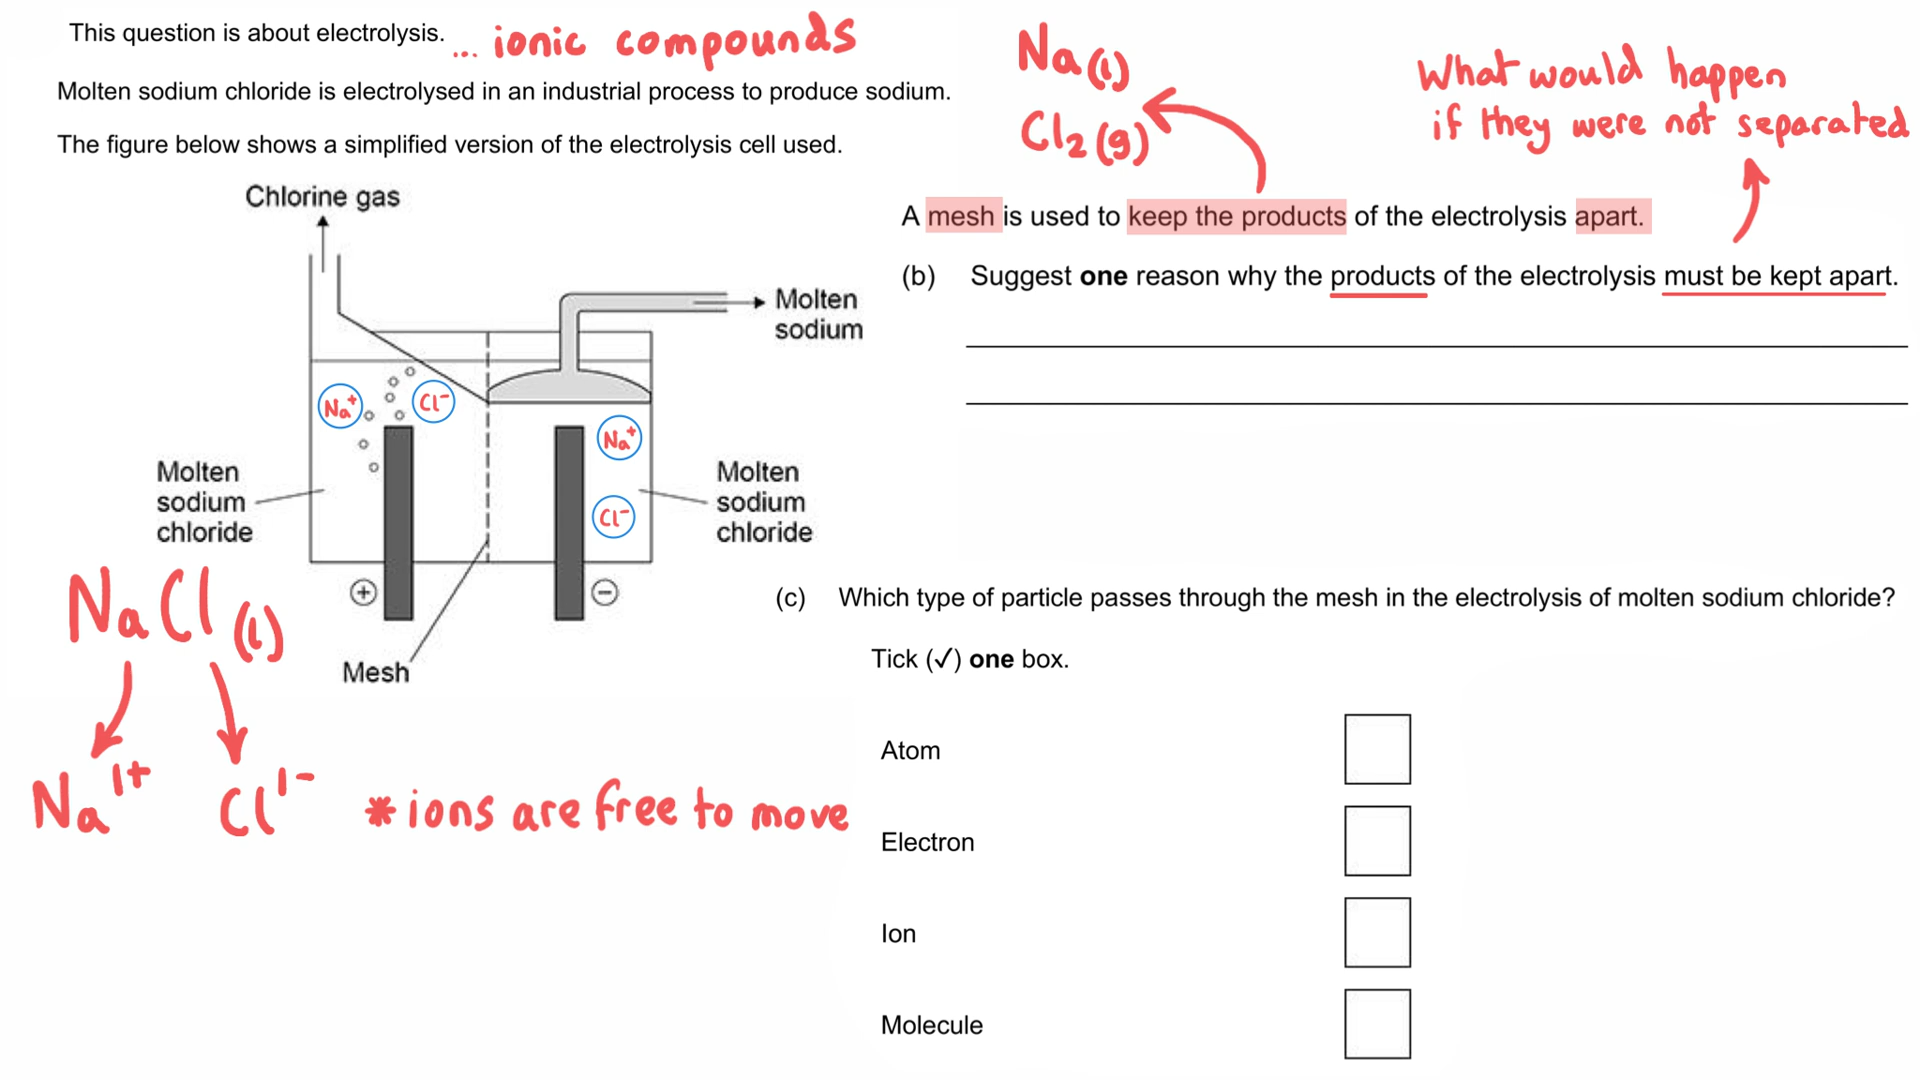 This question is about electrolysis. ... ionic compounds
Molten sodium chloride is electrolysed in an industrial process to produce sodium.
The figure below shows a simplified version of the electrolysis cell used.
Chlorine gas
Molten
sodium
Na+
Cl-
Na+
Cl-
Molten
sodium
chloride
Molten
sodium
chloride
+
−
Mesh
NaCl(l)
Na1+ Cl1- *ions are free to move
Na(l)
Cl2(g)
What would happen
if they were not separated
A mesh is used to keep the products of the electrolysis apart.
(b) Suggest one reason why the products of the electrolysis must be kept apart.
(c) Which type of particle passes through the mesh in the electrolysis of molten sodium chloride?
Tick (✓) one box.
Atom
Electron
Ion
Molecule